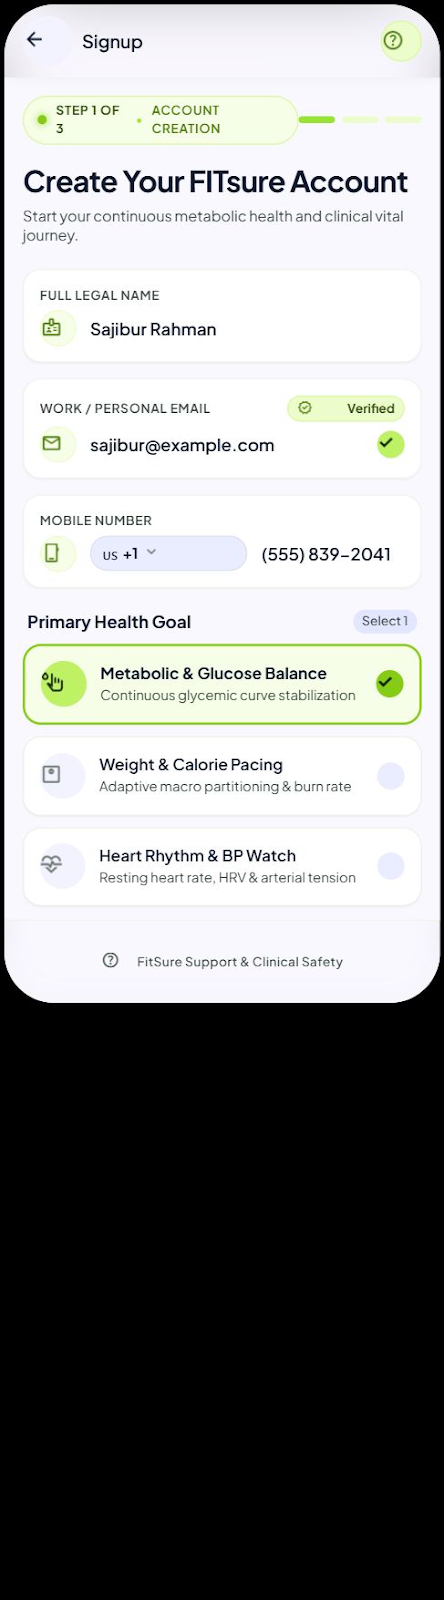 Signup
STEP 1 OF
3
• ACCOUNT
CREATION
Create Your FITsure Account
Start your continuous metabolic health and clinical vital
journey.
FULL LEGAL NAME
Sajibur Rahman
WORK / PERSONAL EMAIL
Verified
sajibur@example.com
MOBILE NUMBER
US +1
(555) 839-2041
Primary Health Goal
Select 1
Metabolic & Glucose Balance
Continuous glycemic curve stabilization
Weight & Calorie Pacing
Adaptive macro partitioning & burn rate
Heart Rhythm & BP Watch
Resting heart rate, HRV & arterial tension
FitSure Support & Clinical Safety